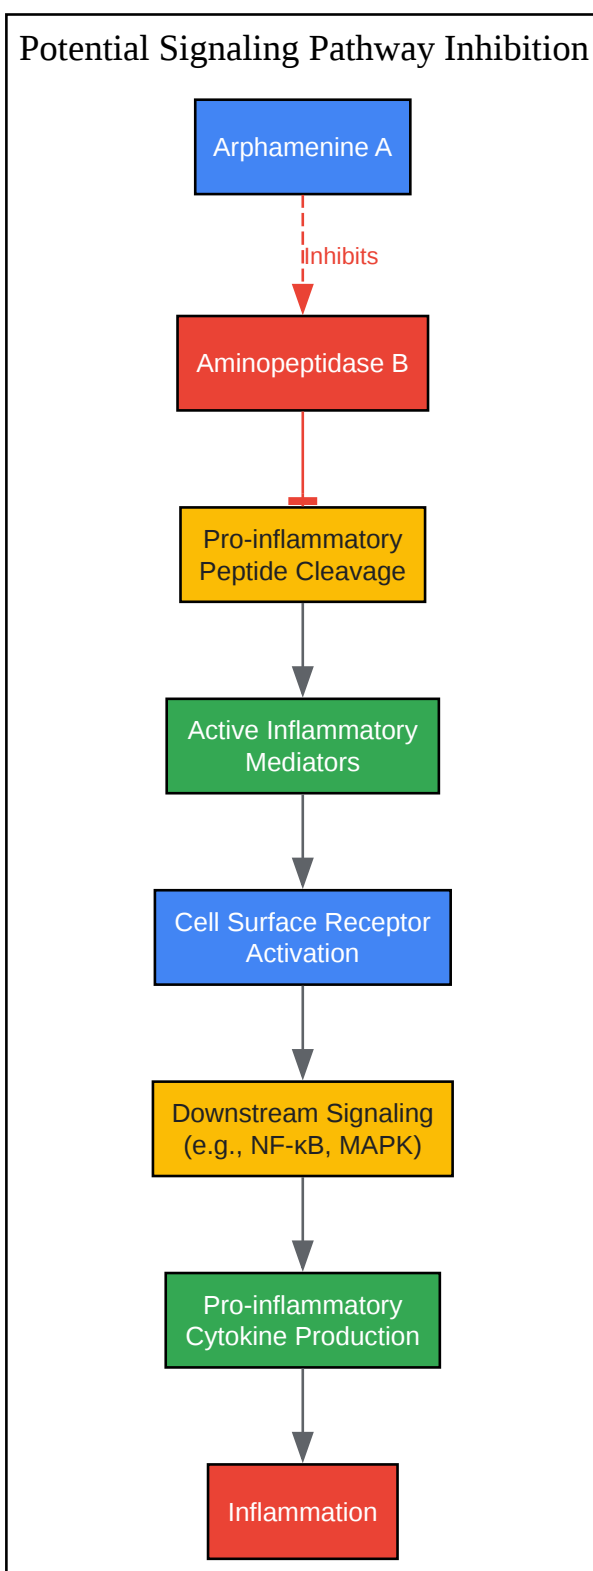 Potential Signaling Pathway Inhibition
Arphamenine A
Inhibits
Aminopeptidase B
Pro-inflammatory
Peptide Cleavage
Active Inflammatory
Mediators
Cell Surface Receptor
Activation
Downstream Signaling
(e.g., NF-κB, MAPK)
Pro-inflammatory
Cytokine Production
Inflammation